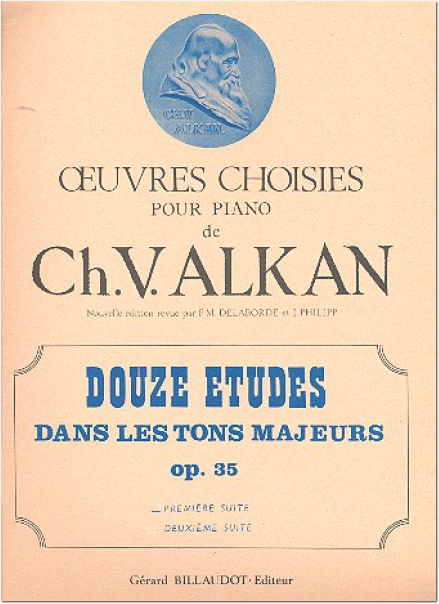 CH V
ALKAN
ŒUVRES CHOISIES
POUR PIANO
de
Ch.V.ALKAN
Nouvelle édition revue par F.M. DELABORDE et I. PHILIPP
DOUZE ETUDES
DANS LES TONS MAJEURS
op. 35
_ PREMIÈRE SUITE
DEUXIÈME SUITE
Gérard BILLAUDOT·Editeur